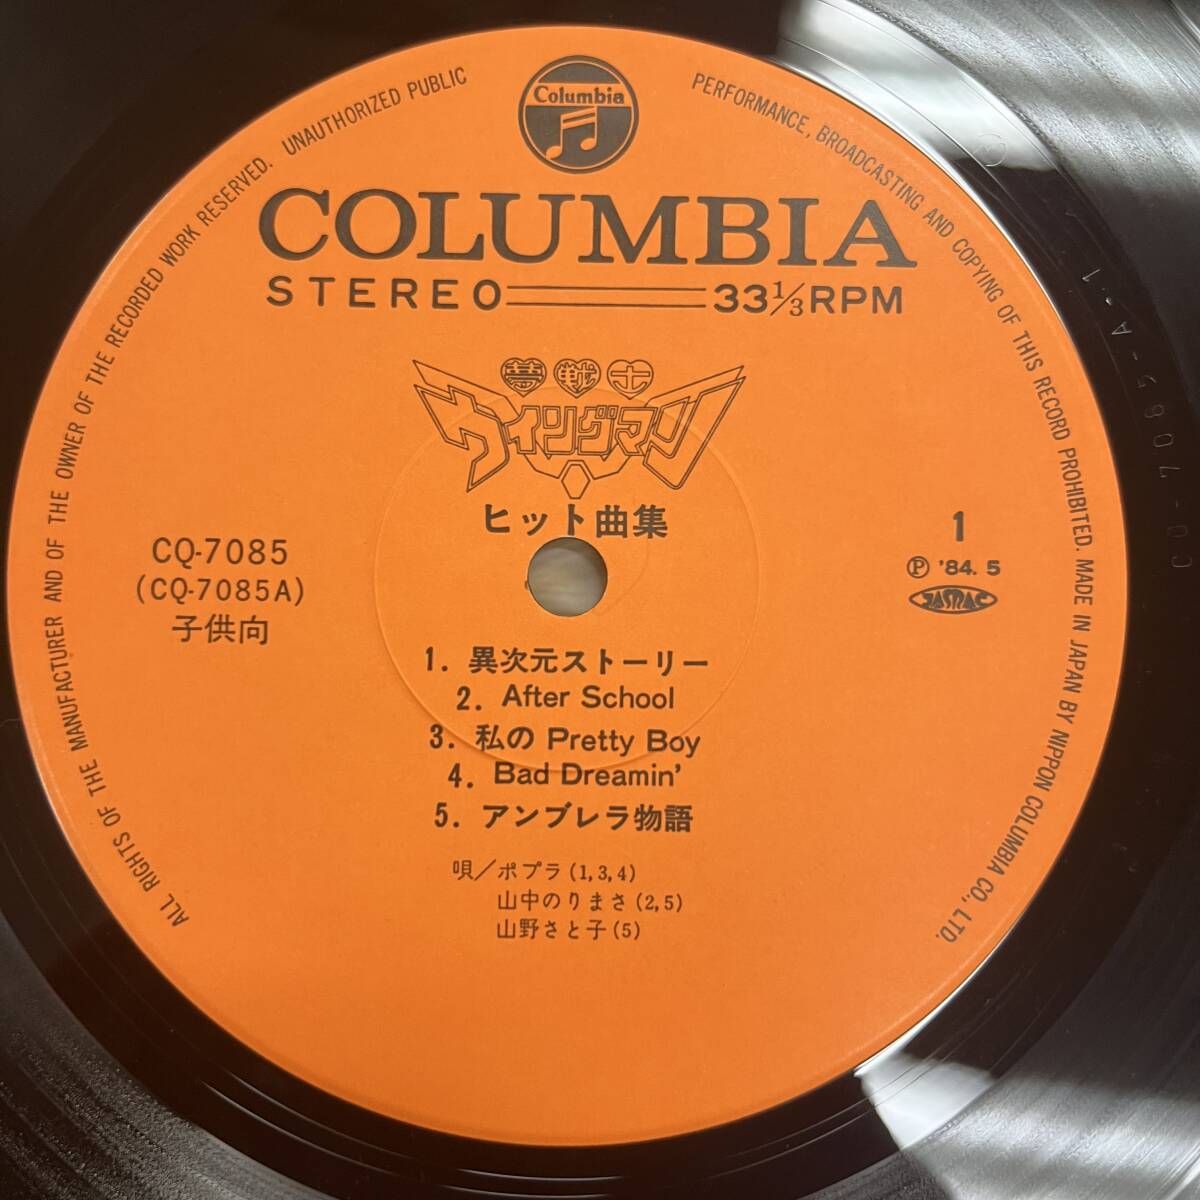 Columbia
ALL RIGHTS OF THE MANUFACTURER AND OF THE OWNER OF THE RECORDED WORK RESERVED. UNAUTHORIZED PUBLIC PERFORMANCE, BROADCASTING AND COPYING OF THIS RECORD PROHIBITED. MADE IN JAPAN BY NIPPON COLUMBIA CO., LTD.
COLUMBIA
STEREO 33 1/3 RPM
夢戦士
ウイングマン
ヒット曲集
CQ-7085
(CQ-7085A)
子供向
1
Ⓟ '84. 5
JASRAC
1. 異次元ストーリー
2. After School
3. 私の Pretty Boy
4. Bad Dreamin'
5. アンブレラ物語
唄／ポプラ(1,3,4)
山中のりまさ(2,5)
山野さと子(5)